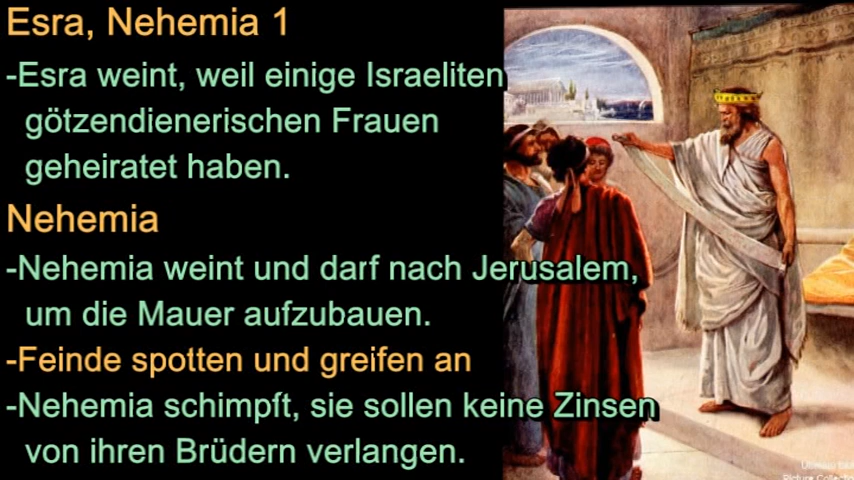 Esra, Nehemia 1
-Esra weint, weil einige Israeliten
götzendienerischen Frauen
geheiratet haben.
Nehemia
-Nehemia weint und darf nach Jerusalem,
um die Mauer aufzubauen.
-Feinde spotten und greifen an
-Nehemia schimpft, sie sollen keine Zinsen
von ihren Brüdern verlangen.